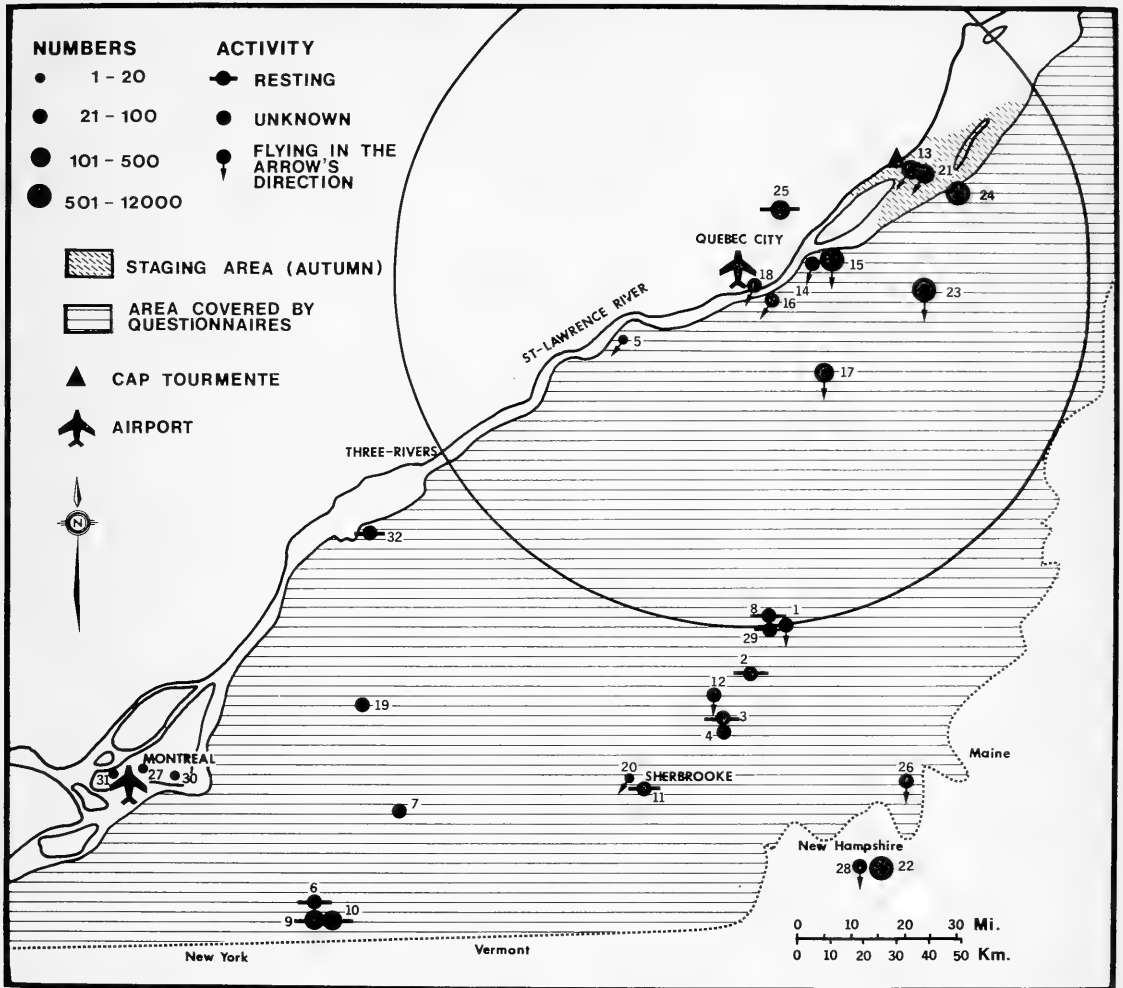 NUMBERS
1 - 20
21 - 100
101 - 500
501 - 12000
ACTIVITY
RESTING
UNKNOWN
FLYING IN THE
ARROW'S
DIRECTION
STAGING AREA (AUTUMN)
AREA COVERED BY
QUESTIONNAIRES
CAP TOURMENTE
AIRPORT
N
13
21
25
24
QUEBEC CITY
15
18
14
16
23
ST-LAWRENCE RIVER
5
17
THREE-RIVERS
32
8
1
29
2
12
3
4
19
MONTREAL
31
27
30
20
SHERBROOKE
11
7
26
Maine
New Hampshire
28
22
6
9
10
New York
Vermont
0 10 20 30 Mi.
0 10 20 30 40 50 Km.